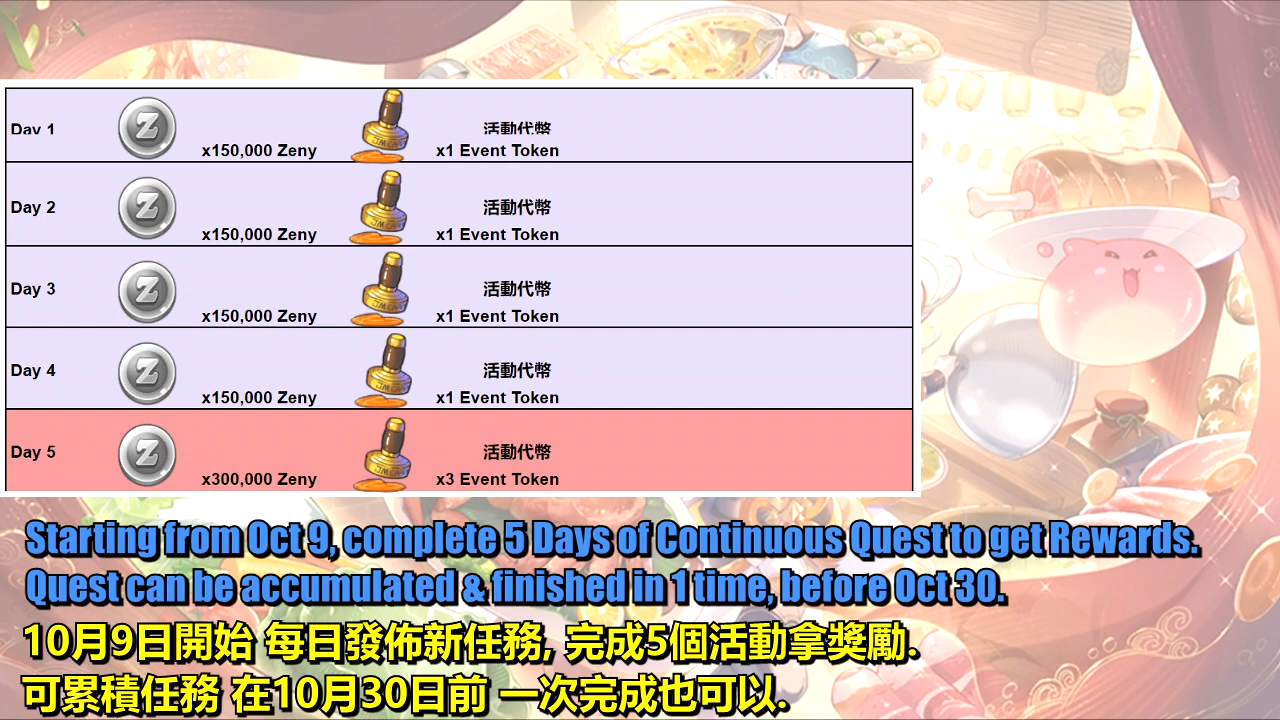 Day 1
活動代幣
x150,000 Zeny
x1 Event Token
Day 2
活動代幣
x150,000 Zeny
x1 Event Token
Day 3
活動代幣
x150,000 Zeny
x1 Event Token
Day 4
活動代幣
x150,000 Zeny
x1 Event Token
Day 5
活動代幣
x300,000 Zeny
x3 Event Token
Starting from Oct 9, complete 5 Days of Continuous Quest to get Rewards.
Quest can be accumulated & finished in 1 time, before Oct 30.
10月9日開始 每日發佈新任務, 完成5個活動拿獎勵.
可累積任務 在10月30日前 一次完成也可以.